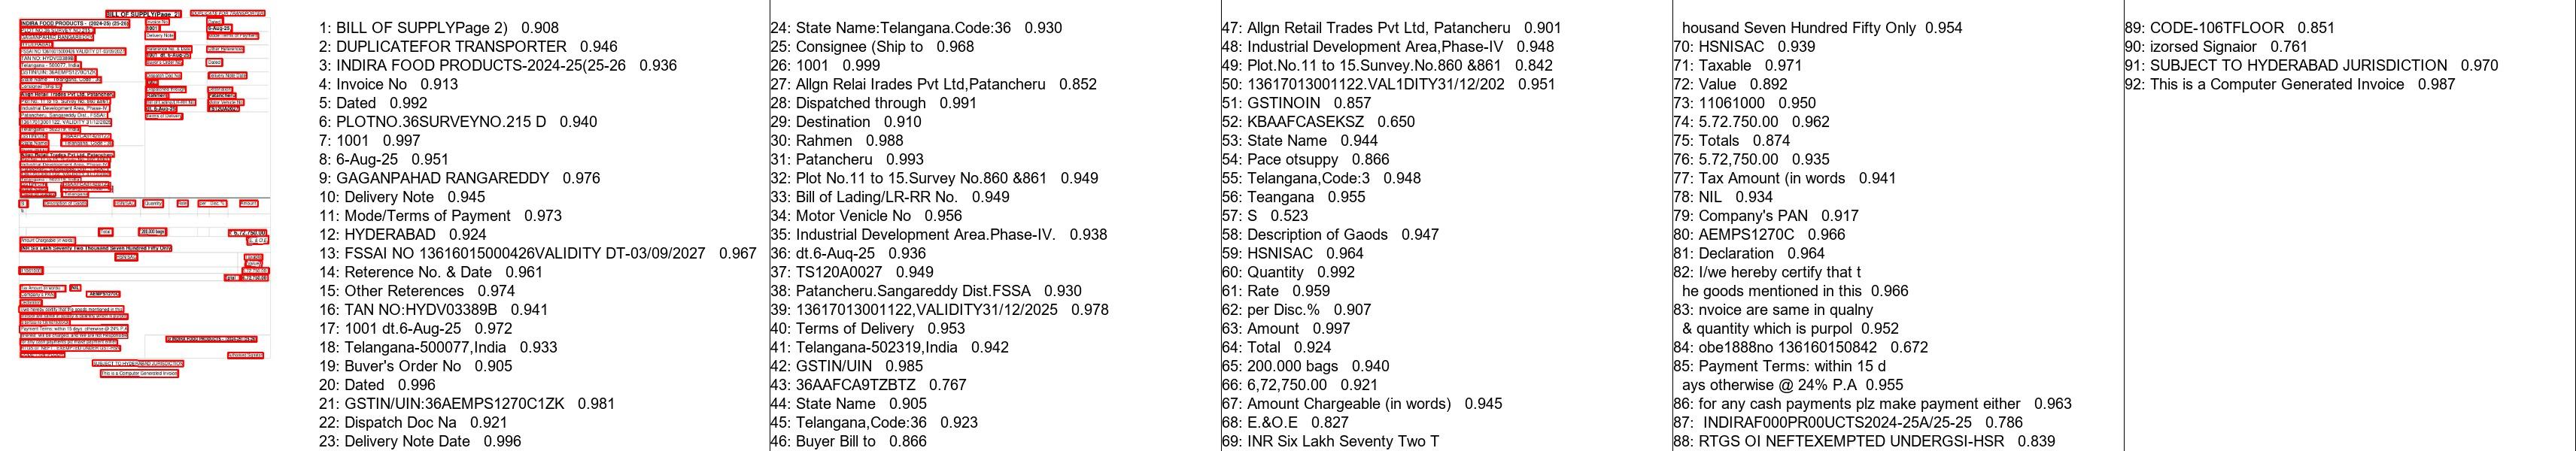 1: BILL OF SUPPLYPage 2) 0.908
2: DUPLICATEFOR TRANSPORTER 0.946
3: INDIRA FOOD PRODUCTS-2024-25(25-26 0.936
4: Invoice No 0.913
5: Dated 0.992
6: PLOTNO.36SURVEYNO.215 D 0.940
7: 1001 0.997
8: 6-Aug-25 0.951
9: GAGANPAHAD RANGAREDDY 0.976
10: Delivery Note 0.945
11: Mode/Terms of Payment 0.973
12: HYDERABAD 0.924
13: FSSAI NO 13616015000426VALIDITY DT-03/09/2027 0.967
14: Reterence No. & Date 0.961
15: Other References 0.974
16: TAN NO:HYDV03389B 0.941
17: 1001 dt.6-Aug-25 0.972
18: Telangana-500077,India 0.933
19: Buyer's Order No 0.905
20: Dated 0.996
21: GSTIN/UIN:36AEMPS1270C1ZK 0.981
22: Dispatch Doc Na 0.921
23: Delivery Note Date 0.996
24: State Name:Telangana.Code:36 0.930
25: Consignee (Ship to 0.968
26: 1001 0.999
27: Allgn Relai Irades Pvt Ltd,Patancheru 0.852
28: Dispatched through 0.991
29: Destination 0.910
30: Rahmen 0.988
31: Patancheru 0.993
32: Plot No.11 to 15.Survey No.860 &861 0.949
33: Bill of Lading/LR-RR No. 0.949
34: Motor Venicle No 0.956
35: Industrial Development Area.Phase-IV. 0.938
36: dt.6-Auq-25 0.936
37: TS120A0027 0.949
38: Patancheru.Sangareddy Dist.FSSA 0.930
39: 13617013001122,VALIDITY31/12/2025 0.978
40: Terms of Delivery 0.953
41: Telangana-502319,India 0.942
42: GSTIN/UIN 0.985
43: 36AAFCA9TZBTZ 0.767
44: State Name 0.905
45: Telangana,Code:36 0.923
46: Buyer Bill to 0.866
47: Allgn Retail Trades Pvt Ltd, Patancheru 0.901
48: Industrial Development Area,Phase-IV 0.948
49: Plot.No.11 to 15.Sunvey.No.860 &861 0.842
50: 13617013001122.VAL1DITY31/12/202 0.951
51: GSTINOIN 0.857
52: KBAAFCASEKSZ 0.650
53: State Name 0.944
54: Pace otsuppy 0.866
55: Telangana,Code:3 0.948
56: Teangana 0.955
57: S 0.523
58: Description of Gaods 0.947
59: HSNISAC 0.964
60: Quantity 0.992
61: Rate 0.959
62: per Disc.% 0.907
63: Amount 0.997
64: Total 0.924
65: 200.000 bags 0.940
66: 6,72,750.00 0.921
67: Amount Chargeable (in words) 0.945
68: E.&O.E 0.827
69: INR Six Lakh Seventy Two T
housand Seven Hundred Fifty Only 0.954
70: HSNISAC 0.939
71: Taxable 0.971
72: Value 0.892
73: 11061000 0.950
74: 5.72.750.00 0.962
75: Totals 0.874
76: 5.72,750.00 0.935
77: Tax Amount (in words 0.941
78: NIL 0.934
79: Company's PAN 0.917
80: AEMPS1270C 0.966
81: Declaration 0.964
82: I/we hereby certify that t
he goods mentioned in this 0.966
83: nvoice are same in qualny
& quantity which is purpol 0.952
84: obe1888no 136160150842 0.672
85: Payment Terms: within 15 d
ays otherwise @ 24% P.A 0.955
86: for any cash payments plz make payment either 0.963
87: INDIRAF000PR00UCTS2024-25A/25-25 0.786
88: RTGS OI NEFTEXEMPTED UNDERGSI-HSR 0.839
89: CODE-106TFLOOR 0.851
90: izorsed Signaior 0.761
91: SUBJECT TO HYDERABAD JURISDICTION 0.970
92: This is a Computer Generated Invoice 0.987